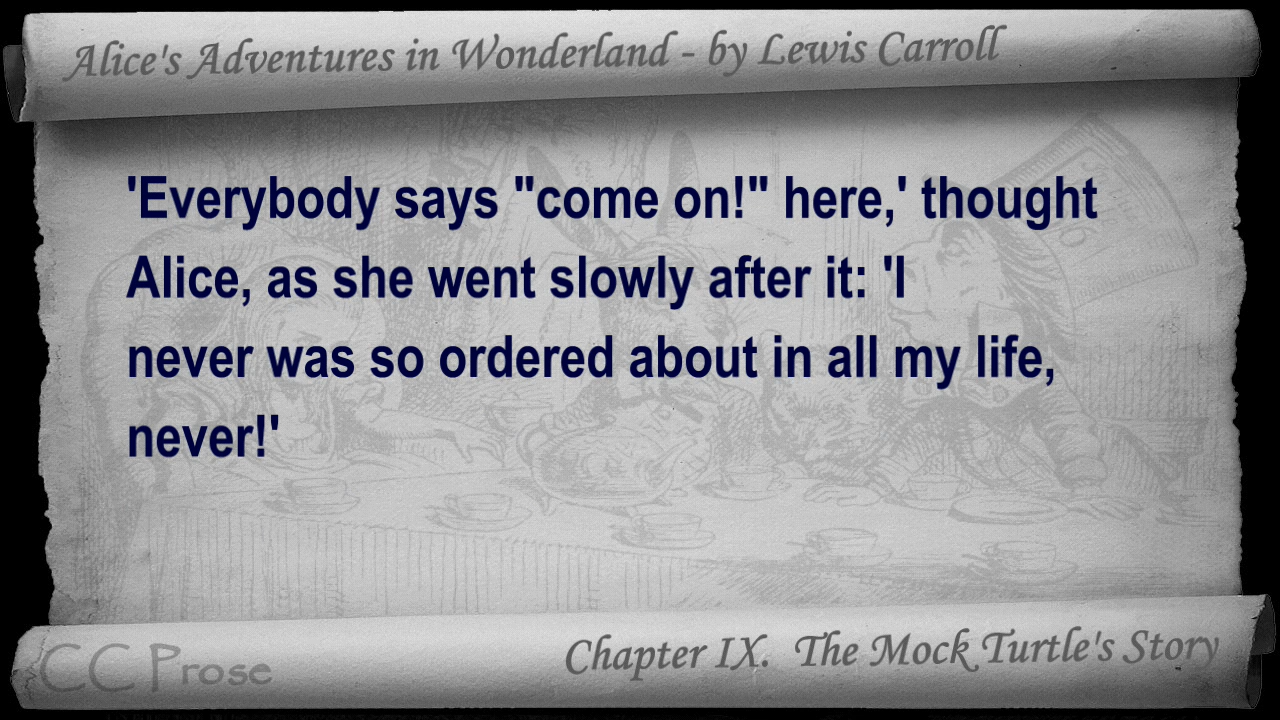 Alice's Adventures in Wonderland - by Lewis Carroll
'Everybody says "come on!" here,' thought
Alice, as she went slowly after it: 'I
never was so ordered about in all my life,
never!'
Chapter IX.  The Mock Turtle's Story
CC Prose